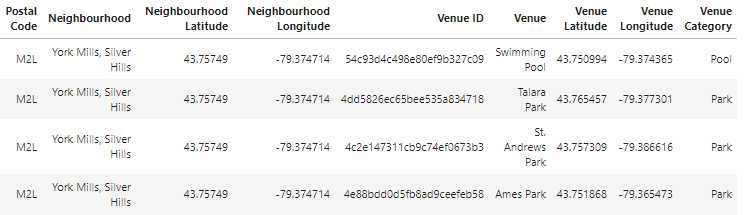 Postal Code Neighbourhood Neighbourhood Latitude Neighbourhood Longitude Venue ID Venue Venue Latitude Venue Longitude Venue Category
M2L York Mills, Silver Hills 43.75749 -79.374714 54c93d4c498e80ef9b327c09 Swimming Pool 43.750994 -79.374365 Pool
M2L York Mills, Silver Hills 43.75749 -79.374714 4dd5826ec65bee535a834718 Talara Park 43.765457 -79.377301 Park
M2L York Mills, Silver Hills 43.75749 -79.374714 4c2e147311cb9c74ef0673b3 St. Andrews Park 43.757309 -79.386616 Park
M2L York Mills, Silver Hills 43.75749 -79.374714 4e88bdd0d5fb8ad9ceefeb58 Ames Park 43.751868 -79.365473 Park